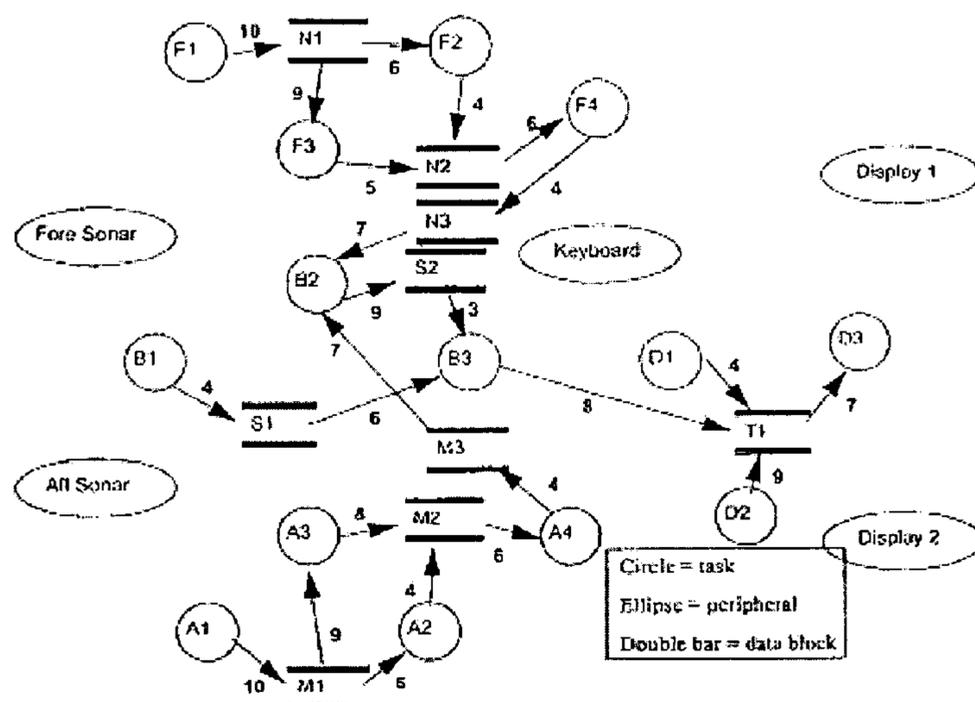 10
F1
N1
F2
6
9
4
F4
6
F3
N2
5
4
Display 1
N3
7
Fore Sonar
Keyboard
S2
B2
9
3
D3
7
B1
B3
D1
4
4
8
7
6
S1
T1
M3
9
Aft Sonar
4
M2
D2
8
A3
A4
6
Display 2
Circle = task
4
Ellipse = peripheral
A1
9
A2
Double bar = data block
10
M1